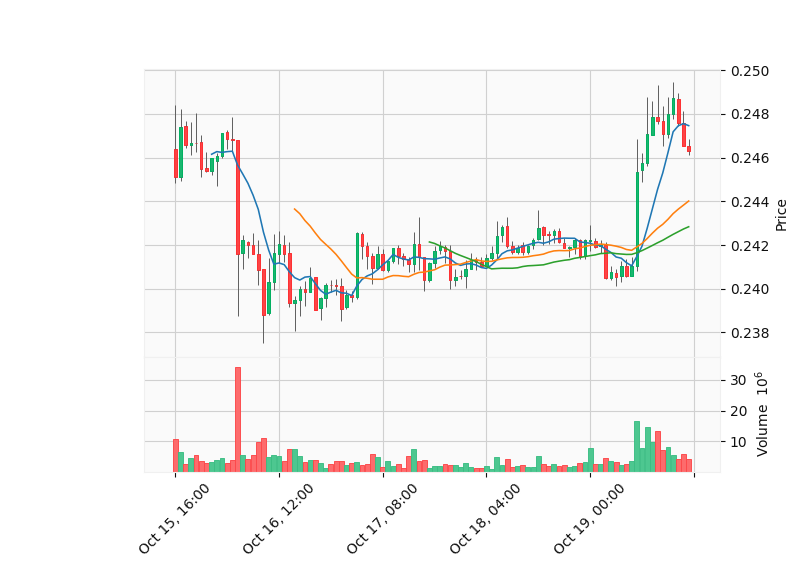 0.250
0.248
0.246
0.244
0.242
0.240
0.238
Price
30
20
10
Volume 10⁶
Oct 15, 16:00
Oct 16, 12:00
Oct 17, 08:00
Oct 18, 04:00
Oct 19, 00:00